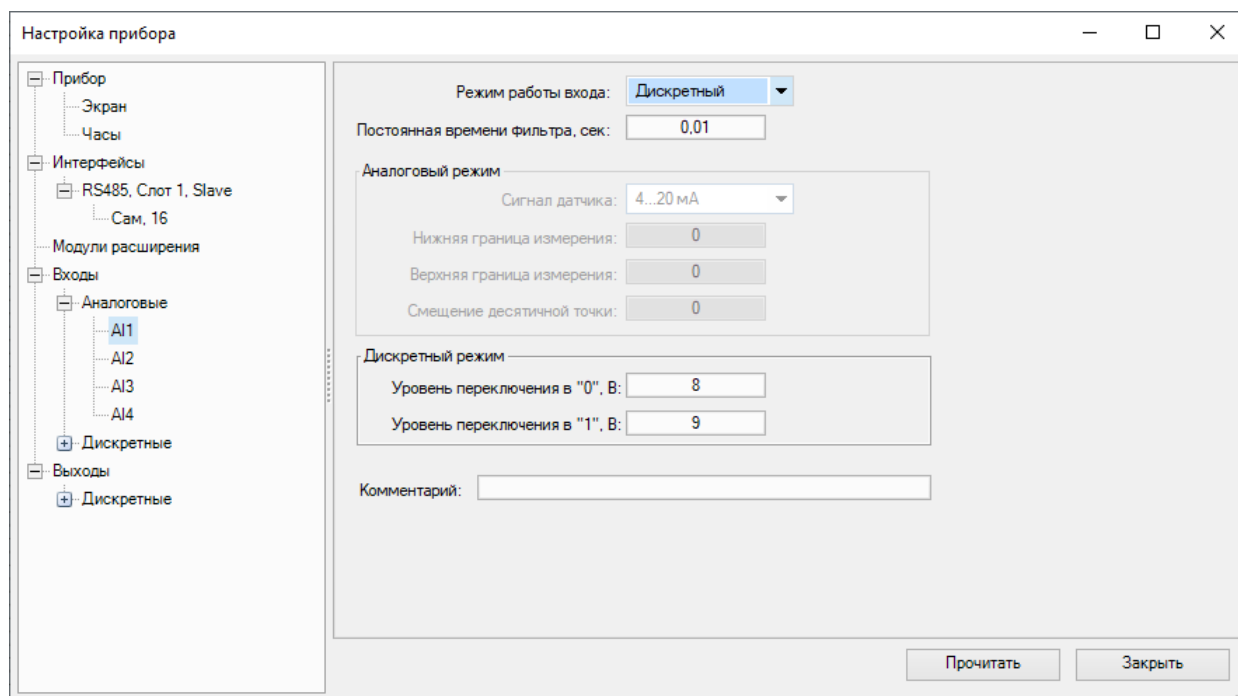 Настройка прибора
Прибор
Экран
Часы
Интерфейсы
RS485, Слот 1, Slave
Сам, 16
Модули расширения
Входы
Аналоговые
AI1
AI2
AI3
AI4
Дискретные
Выходы
Дискретные
Режим работы входа: Дискретный
Постоянная времени фильтра, сек: 0,01
Аналоговый режим
Сигнал датчика: 4...20 мА
Нижняя граница измерения: 0
Верхняя граница измерения: 0
Смещение десятичной точки: 0
Дискретный режим
Уровень переключения в "0", В: 8
Уровень переключения в "1", В: 9
Комментарий:
Прочитать Закрыть